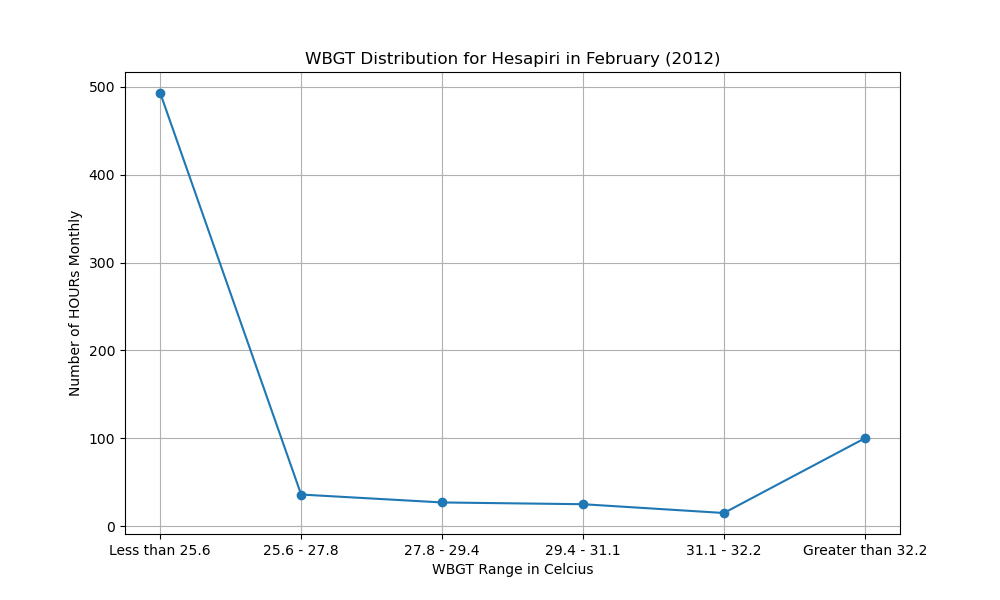 WBGT Distribution for Hesapiri in February (2012)
Number of HOURs Monthly
500
400
300
200
100
0
Less than 25.6
25.6 - 27.8
27.8 - 29.4
29.4 - 31.1
31.1 - 32.2
Greater than 32.2
WBGT Range in Celcius